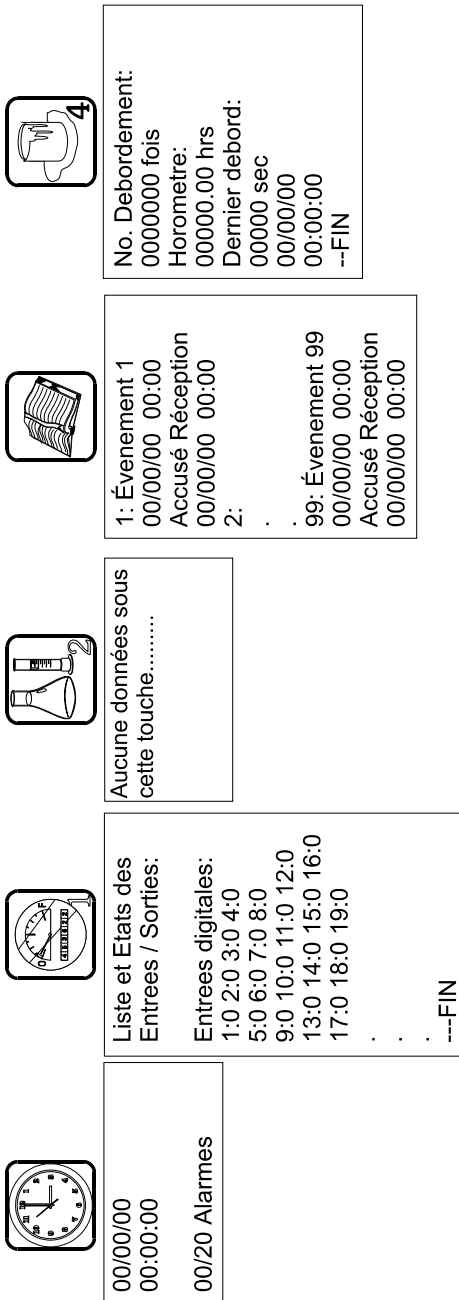 00/00/00
00:00:00
00/20 Alarmes
1
Liste et Etats des
Entrees / Sorties:
Entrees digitales:
1:0 2:0 3:0 4:0
5:0 6:0 7:0 8:0
9:0 10:0 11:0 12:0
13:0 14:0 15:0 16:0
17:0 18:0 19:0
.
.
.
---FIN
2
Aucune données sous
cette touche.........
1: Évenement 1
00/00/00 00:00
Accusé Réception
00/00/00 00:00
2:
.
.
99: Évenement 99
00/00/00 00:00
Accusé Réception
00/00/00 00:00
4
No. Debordement:
0000000 fois
Horometre:
00000.00 hrs
Dernier debord:
00000 sec
00/00/00
00:00:00
--FIN